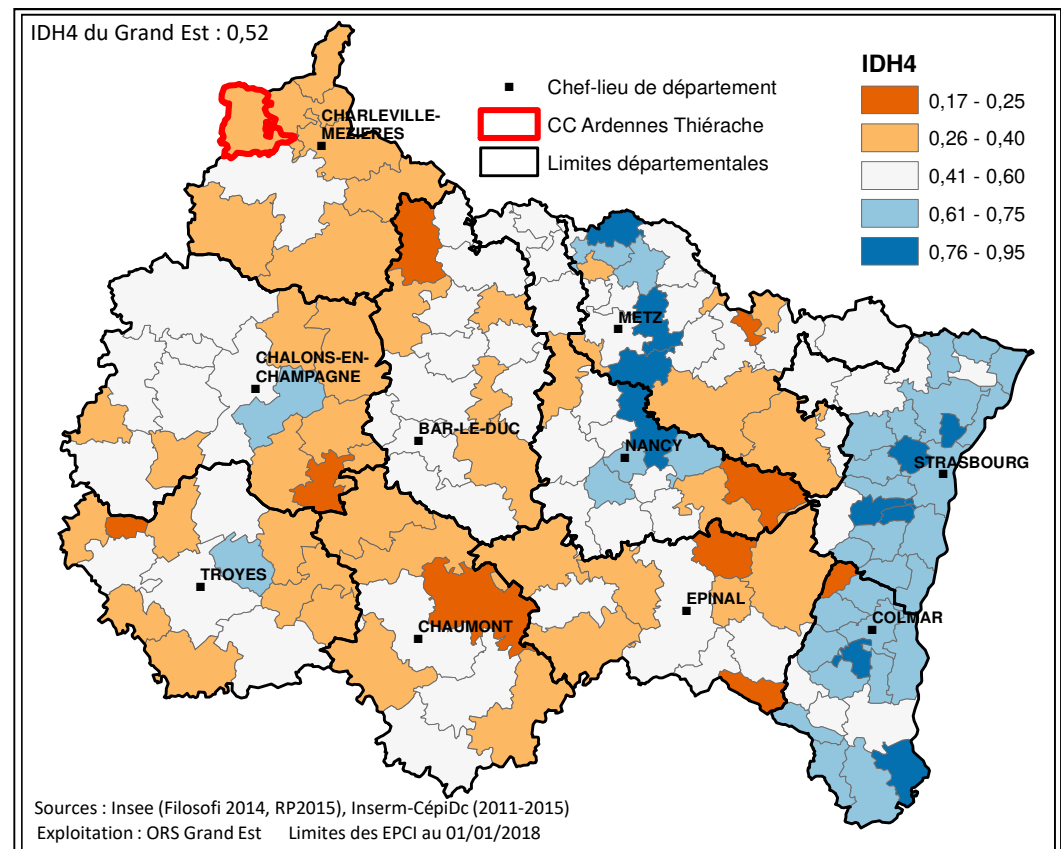 IDH4 du Grand Est : 0,52
IDH4
Chef-lieu de département
CC Ardennes Thiérache
Limites départementales
0,17 - 0,25
0,26 - 0,40
0,41 - 0,60
0,61 - 0,75
0,76 - 0,95
CHARLEVILLE-
MEZIERES
METZ
CHALONS-EN-
CHAMPAGNE
BAR-LE-DUC
NANCY
STRASBOURG
TROYES
EPINAL
COLMAR
CHAUMONT
Sources : Insee (Filosofi 2014, RP2015), Inserm-CépiDc (2011-2015)
Exploitation : ORS Grand Est Limites des EPCI au 01/01/2018